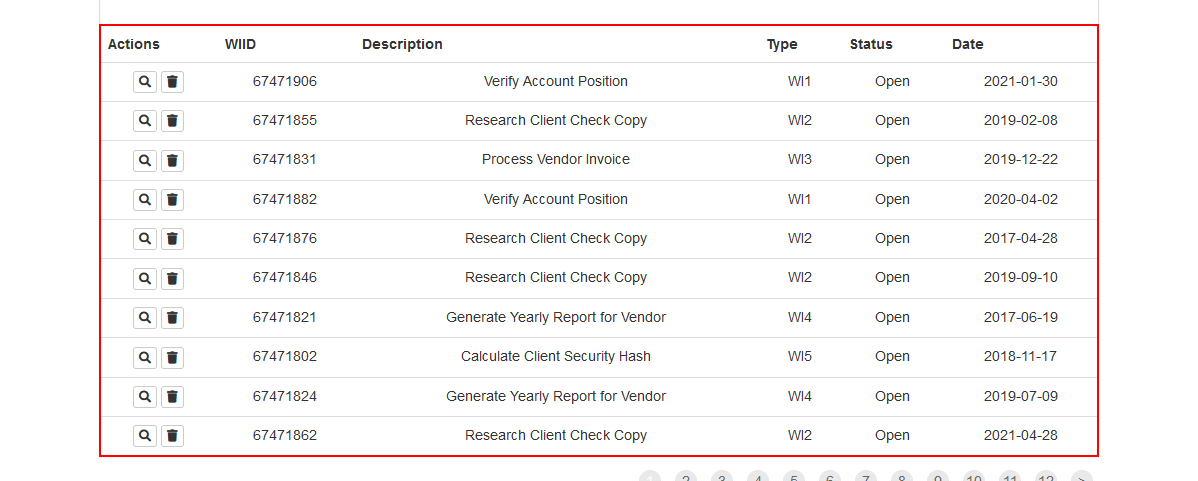 Actions WIID Description Type Status Date
67471906 Verify Account Position WI1 Open 2021-01-30
67471855 Research Client Check Copy WI2 Open 2019-02-08
67471831 Process Vendor Invoice WI3 Open 2019-12-22
67471882 Verify Account Position WI1 Open 2020-04-02
67471876 Research Client Check Copy WI2 Open 2017-04-28
67471846 Research Client Check Copy WI2 Open 2019-09-10
67471821 Generate Yearly Report for Vendor WI4 Open 2017-06-19
67471802 Calculate Client Security Hash WI5 Open 2018-11-17
67471824 Generate Yearly Report for Vendor WI4 Open 2019-07-09
67471862 Research Client Check Copy WI2 Open 2021-04-28
1 2 3 4 5 6 7 8 9 10 11 12 >